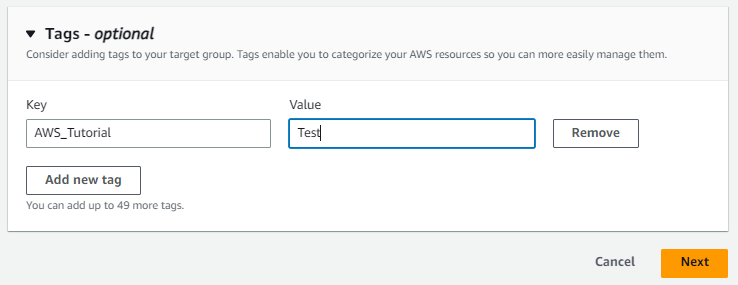 Tags - optional
Consider adding tags to your target group. Tags enable you to categorize your AWS resources so you can more easily manage them.
Key Value
AWS_Tutorial Test Remove
Add new tag
You can add up to 49 more tags.
Cancel Next